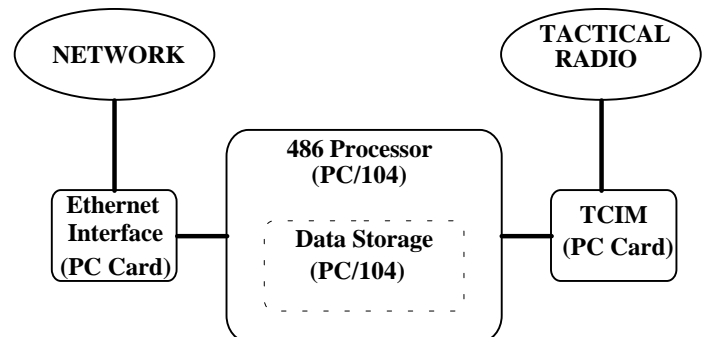 NETWORK
TACTICAL
RADIO
486 Processor
(PC/104)
Ethernet
Interface
(PC Card)
Data Storage
(PC/104)
TCIM
(PC Card)